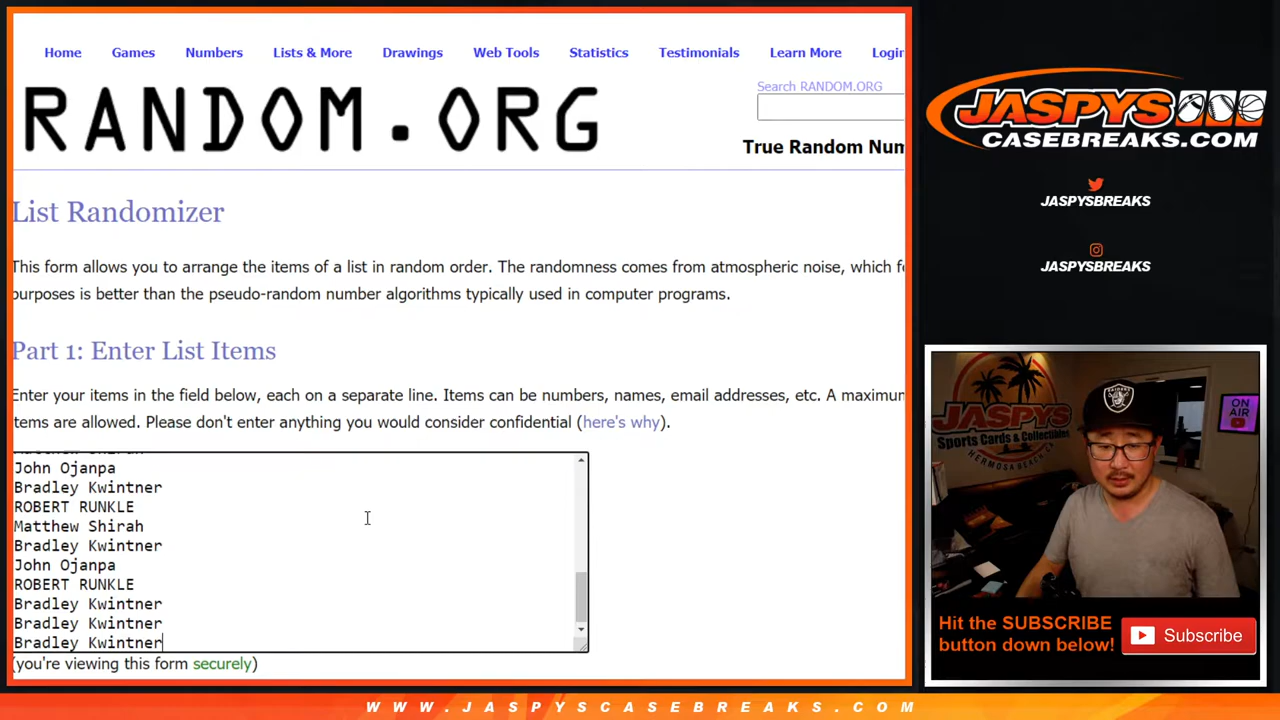 Home Games Numbers Lists & More Drawings Web Tools Statistics Testimonials Learn More Login
Search RANDOM.ORG
RANDOM.ORG
True Random Num
List Randomizer
This form allows you to arrange the items of a list in random order. The randomness comes from atmospheric noise, which f
purposes is better than the pseudo-random number algorithms typically used in computer programs.
Part 1: Enter List Items
Enter your items in the field below, each on a separate line. Items can be numbers, names, email addresses, etc. A maximum
items are allowed. Please don't enter anything you would consider confidential (here's why).
John Ojanpa
Bradley Kwintner
ROBERT RUNKLE
Matthew Shirah
Bradley Kwintner
John Ojanpa
ROBERT RUNKLE
Bradley Kwintner
Bradley Kwintner
Bradley Kwintner
(you're viewing this form securely)
JASPYS
CASEBREAKS.COM
JASPYSBREAKS
JASPYSBREAKS
JASPYS
Sports Cards & Collectibles
HERMOSA BEACH
ON
AIR
RAIDERS
Hit the SUBSCRIBE
button down below!
Subscribe
WWW.JASPYSCASEBREAKS.COM